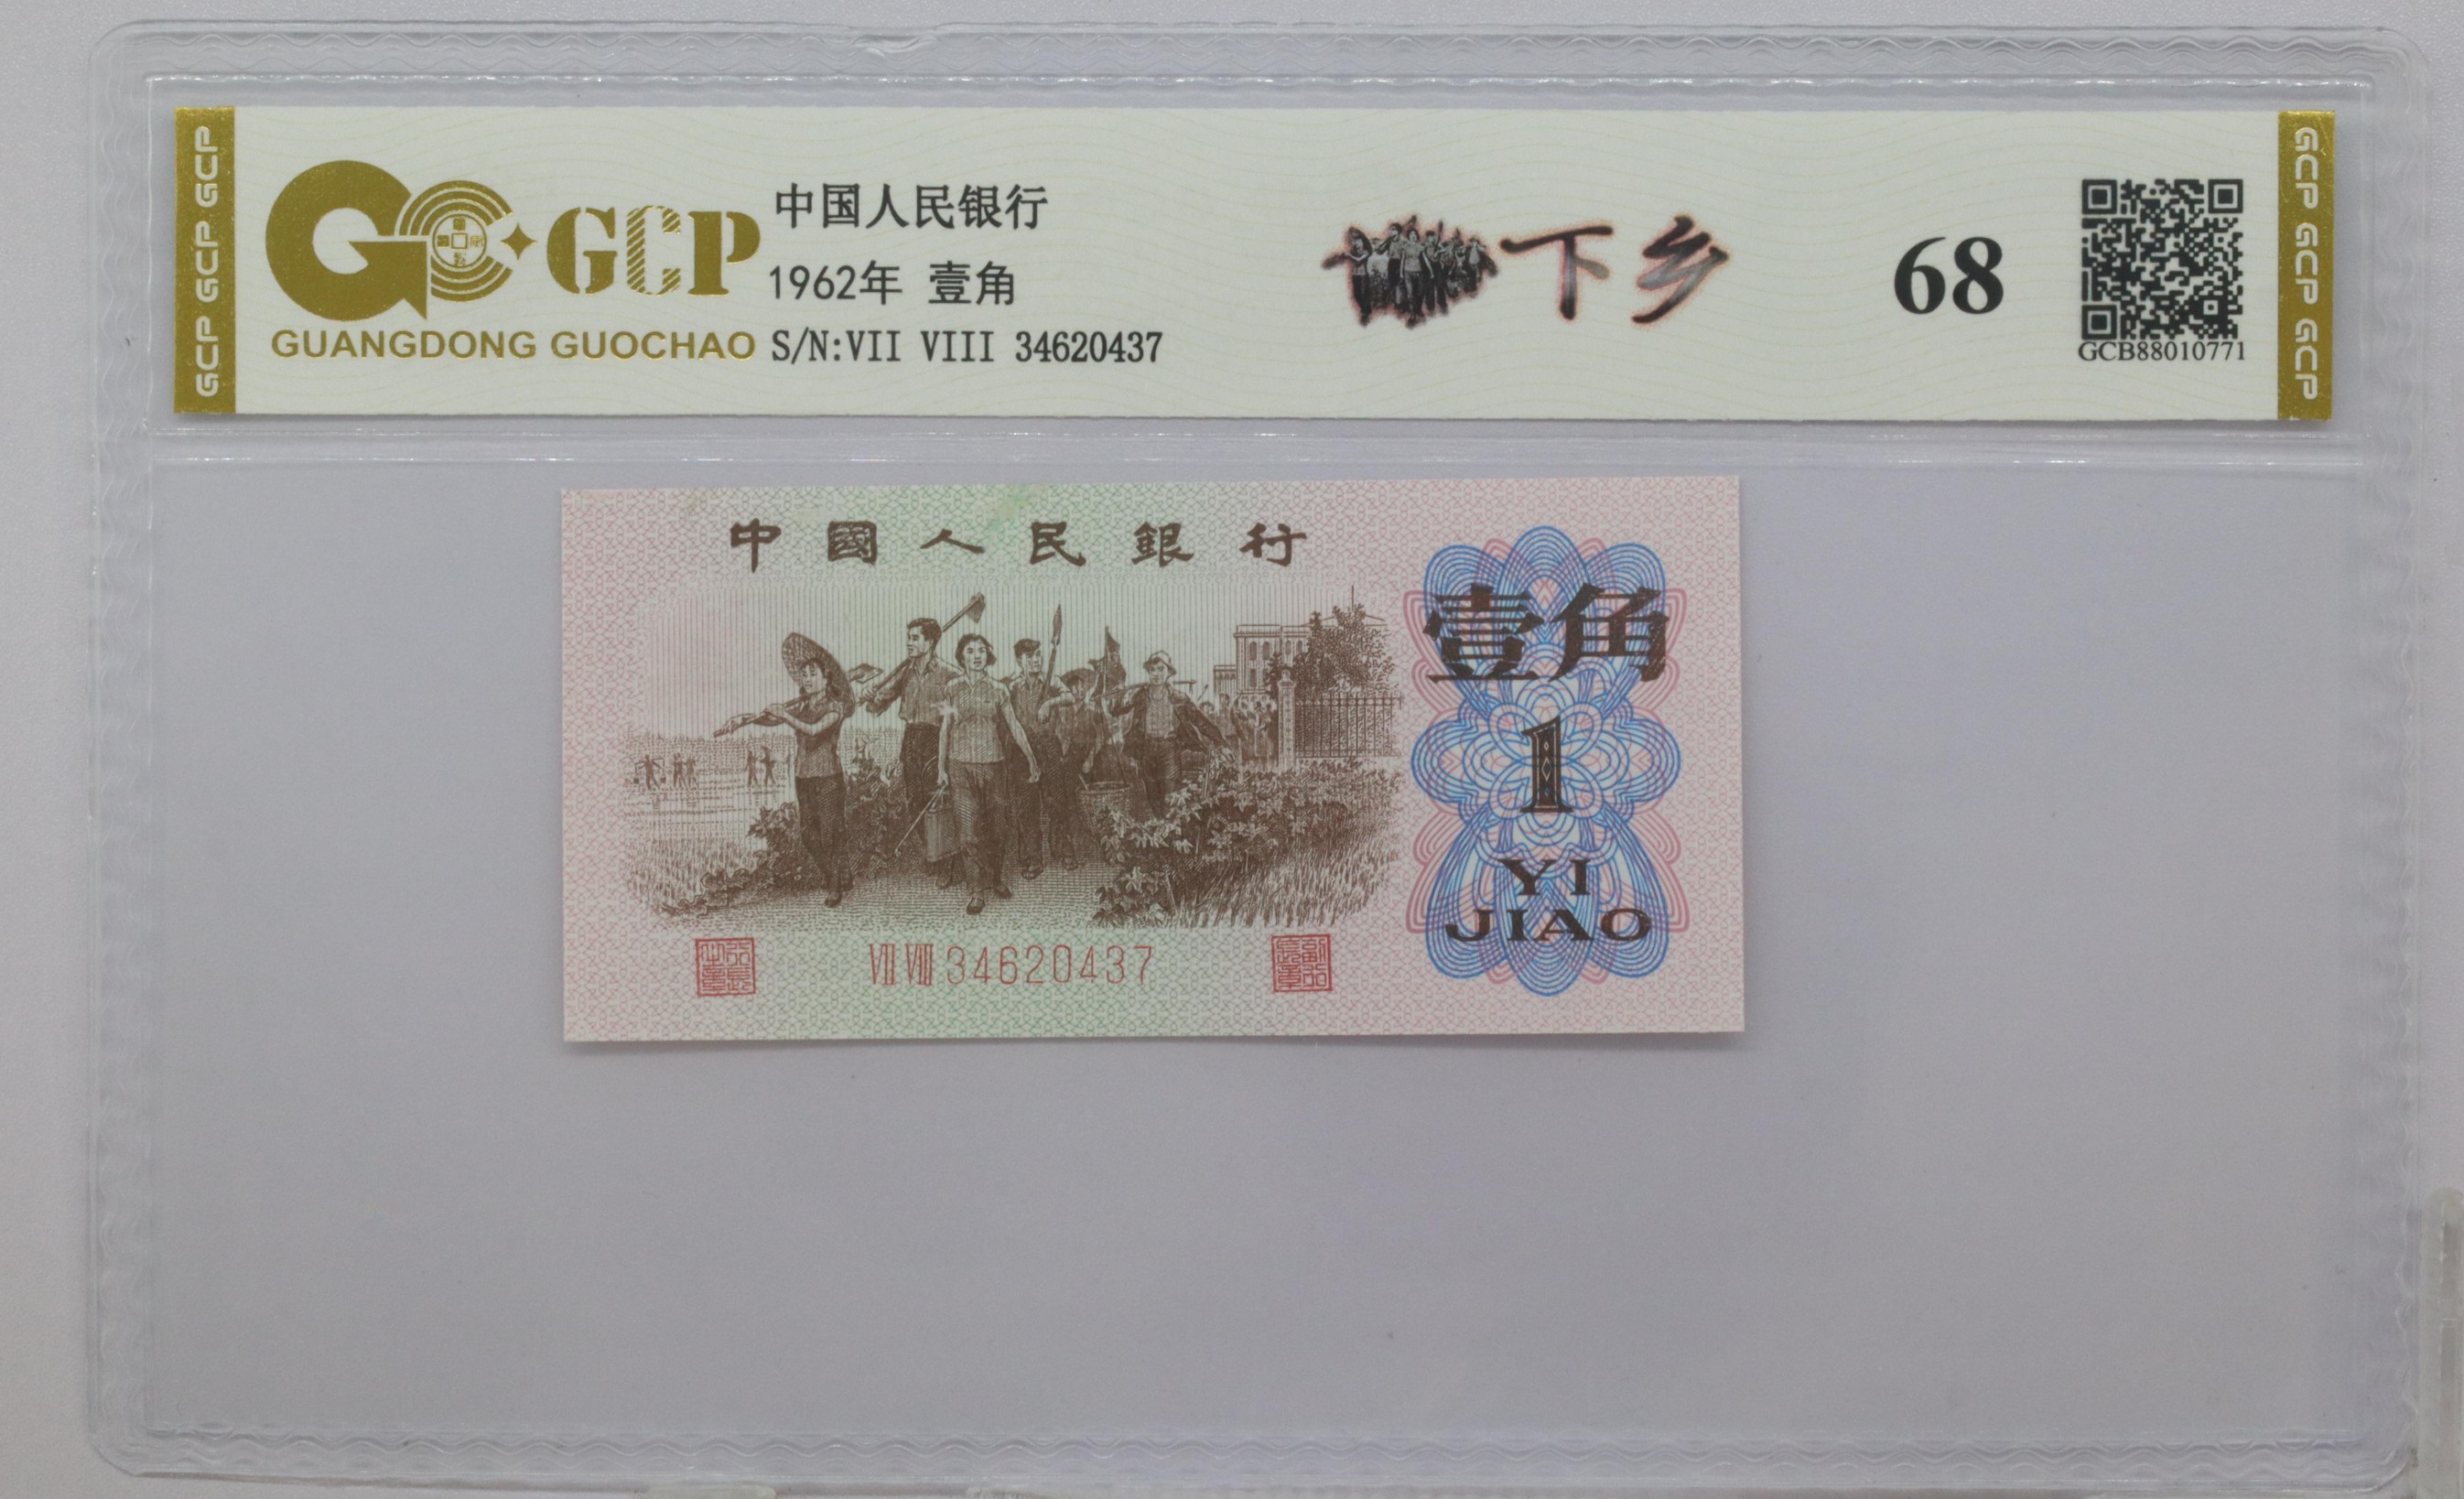 GCP GCP GCP
GCP
GUANGDONG GUOCHAO
中国人民银行
1962年 壹角
S/N:VII VIII 34620437
下乡
68
GCB88010771
GCP GCP GCP
中國人民銀行
壹角
1
YI
JIAO
VII VIII 34620437